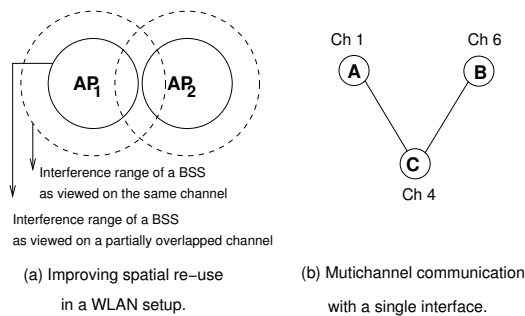 AP1
AP2
Interference range of a BSS
as viewed on the same channel
Interference range of a BSS
as viewed on a partially overlapped channel
(a) Improving spatial re−use
in a WLAN setup.
Ch 1
Ch 6
A
B
C
Ch 4
(b) Mutichannel communication
with a single interface.